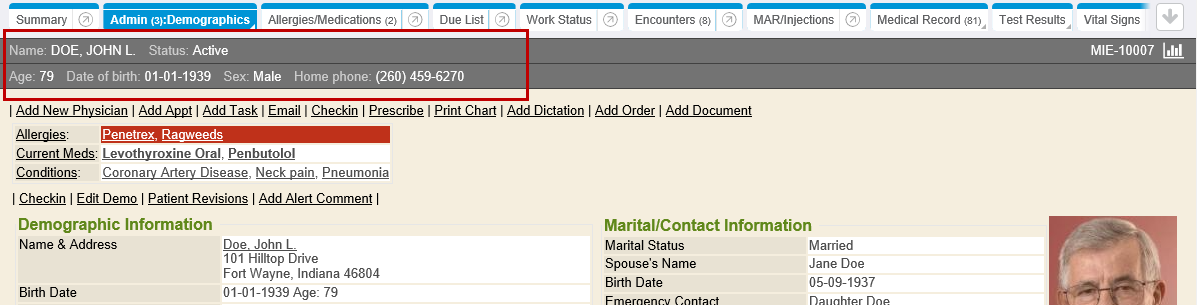 Summary Admin (3):Demographics Allergies/Medications (2) Due List Work Status Encounters (8) MAR/Injections Medical Record (81) Test Results Vital Signs
Name: DOE, JOHN L. Status: Active MIE-10007
Age: 79 Date of birth: 01-01-1939 Sex: Male Home phone: (260) 459-6270
| Add New Physician | Add Appt | Add Task | Email | Checkin | Prescribe | Print Chart | Add Dictation | Add Order | Add Document
Allergies: Penetrex, Ragweeds
Current Meds: Levothyroxine Oral, Penbutolol
Conditions: Coronary Artery Disease, Neck pain, Pneumonia
| Checkin | Edit Demo | Patient Revisions | Add Alert Comment |
Demographic Information
Name & Address Doe, John L.
101 Hilltop Drive
Fort Wayne, Indiana 46804
Birth Date 01-01-1939 Age: 79
Marital/Contact Information
Marital Status Married
Spouse's Name Jane Doe
Birth Date 05-09-1937
Emergency Contact Daughter Doe